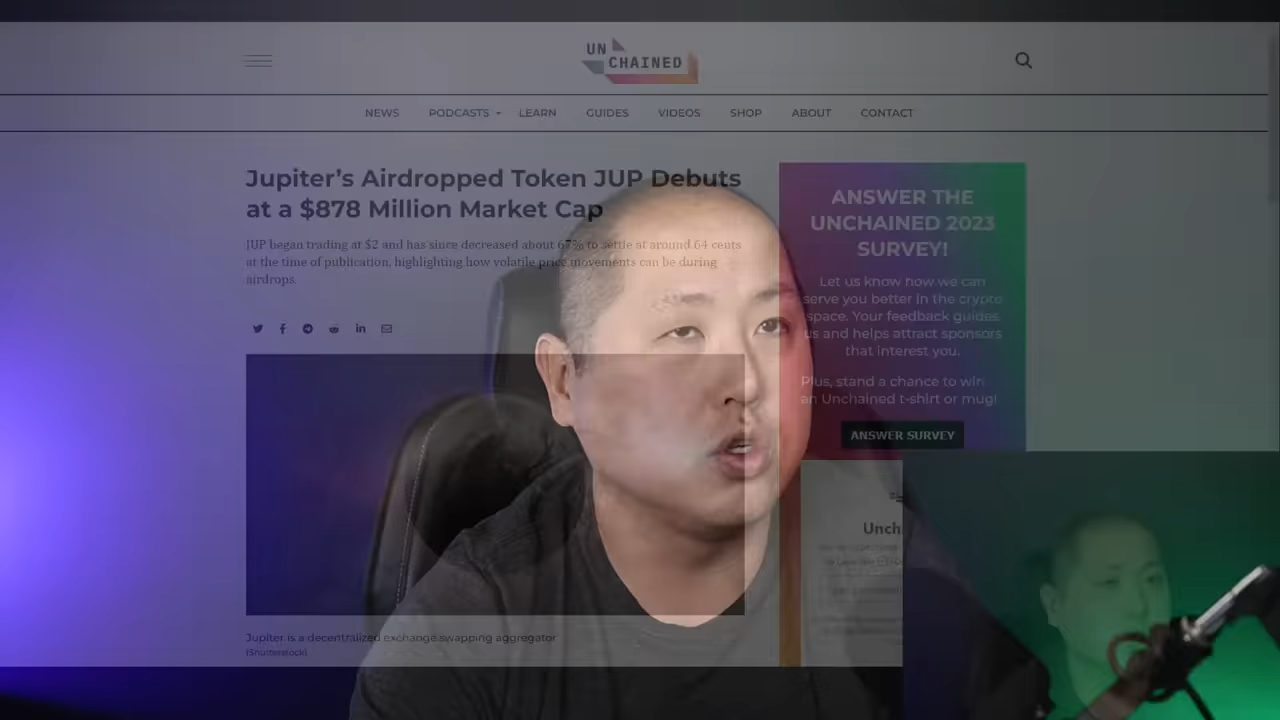 UN
CHAINED
NEWS PODCASTS LEARN GUIDES VIDEOS SHOP ABOUT CONTACT
Jupiter's Airdropped Token JUP Debuts
at a $878 Million Market Cap
JUP began trading at $2 and has since decreased about 67% to settle at around 64 cents
at the time of publication, highlighting how volatile price movements can be during
airdrops.
Jupiter is a decentralized exchange swapping aggregator
(Shutterstock)
ANSWER THE
UNCHAINED 2023
SURVEY!
Let us know how we can
serve you better in the crypto
space. Your feedback guides
us and helps attract sponsors
that interest you.
Plus, stand a chance to win
an Unchained t-shirt or mug!
ANSWER SURVEY
Unch